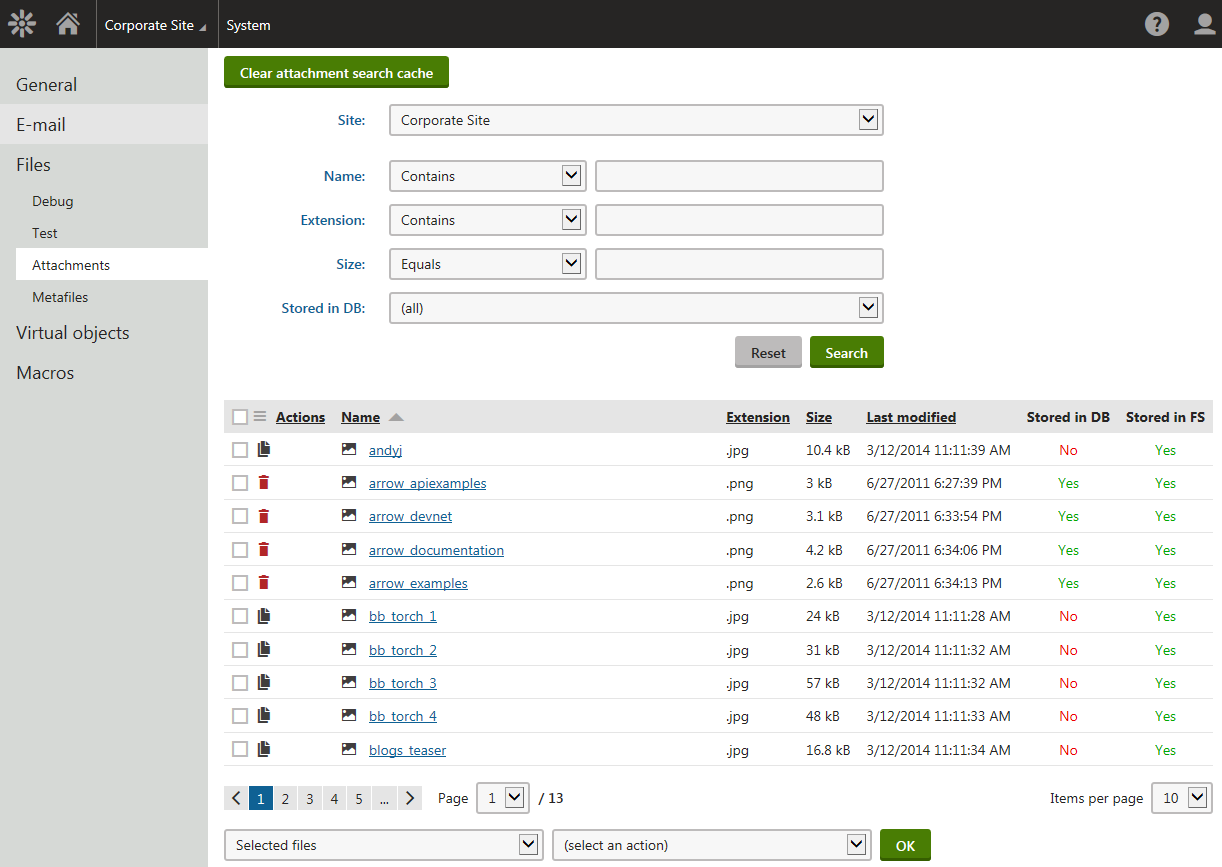 Corporate Site System ?
General
E-mail
Files
Debug
Test
Attachments
Metafiles
Virtual objects
Macros
Clear attachment search cache
Site: Corporate Site
Name: Contains
Extension: Contains
Size: Equals
Stored in DB: (all)
Reset Search
Actions Name Extension Size Last modified Stored in DB Stored in FS
andyj .jpg 10.4 kB 3/12/2014 11:11:39 AM No Yes
arrow_apiexamples .png 3 kB 6/27/2011 6:27:39 PM Yes Yes
arrow_devnet .png 3.1 kB 6/27/2011 6:33:54 PM Yes Yes
arrow_documentation .png 4.2 kB 6/27/2011 6:34:06 PM Yes Yes
arrow_examples .png 2.6 kB 6/27/2011 6:34:13 PM Yes Yes
bb_torch_1 .jpg 24 kB 3/12/2014 11:11:28 AM No Yes
bb_torch_2 .jpg 31 kB 3/12/2014 11:11:32 AM No Yes
bb_torch_3 .jpg 57 kB 3/12/2014 11:11:32 AM No Yes
bb_torch_4 .jpg 48 kB 3/12/2014 11:11:33 AM No Yes
blogs_teaser .jpg 16.8 kB 3/12/2014 11:11:34 AM No Yes
1 2 3 4 5 ... Page 1 / 13 Items per page 10
Selected files (select an action) OK